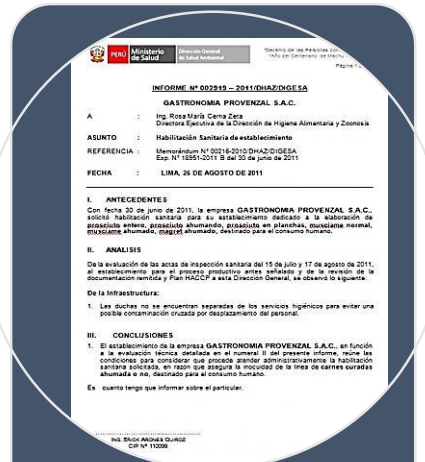 PERÚ Ministerio de Salud Dirección General de Salud Ambiental
"Decenio de las Personas con
"Año del Centenario de Machu
Página 1
INFORME N° 002919 – 2011/DHAZ/DIGESA
GASTRONOMIA PROVENZAL S.A.C.
A : Ing. Rosa María Cerna Zeta
Directora Ejecutiva de la Dirección de Higiene Alimentaria y Zoonosis
ASUNTO : Habilitación Sanitaria de establecimiento
REFERENCIA : Memorándum N° 00216-2010/DHAZ/DIGESA
Exp. N° 18951-2011 B del 30 de junio de 2011
FECHA : LIMA, 26 DE AGOSTO DE 2011
I. ANTECEDENTES
Con fecha 30 de junio de 2011, la empresa GASTRONOMIA PROVENZAL S.A.C.,
solicitó habilitación sanitaria para su establecimiento dedicado a la elaboración de
prosciuto entero, prosciuto ahumando, prosciuto en planchas, musciame normal,
musciame ahumado, magret ahumado, destinado para el consumo humano.
II. ANALISIS
De la evaluación de las actas de inspección sanitaria del 15 de julio y 17 de agosto de 2011,
al establecimiento para el proceso productivo antes señalado y de la revisión de la
documentación remitida y Plan HACCP a esta Dirección General, se observó lo siguiente:
De la Infraestructura:
1. Las duchas no se encuentran separadas de los servicios higiénicos para evitar una
posible contaminación cruzada por desplazamiento del personal.
III. CONCLUSIONES
1. El establecimiento de la empresa GASTRONOMIA PROVENZAL S.A.C., en función
a la evaluación técnica detallada en el numeral II del presente informe, reúne las
condiciones para considerar que procede atender administrativamente la habilitación
sanitaria solicitada, en razón que asegura la inocuidad de la línea de carnes curadas
ahumada o no, destinado para el consumo humano.
Es cuanto tengo que informar sobre el particular.
ING. ERICK ARONES QUIROZ
CIP N° 110099